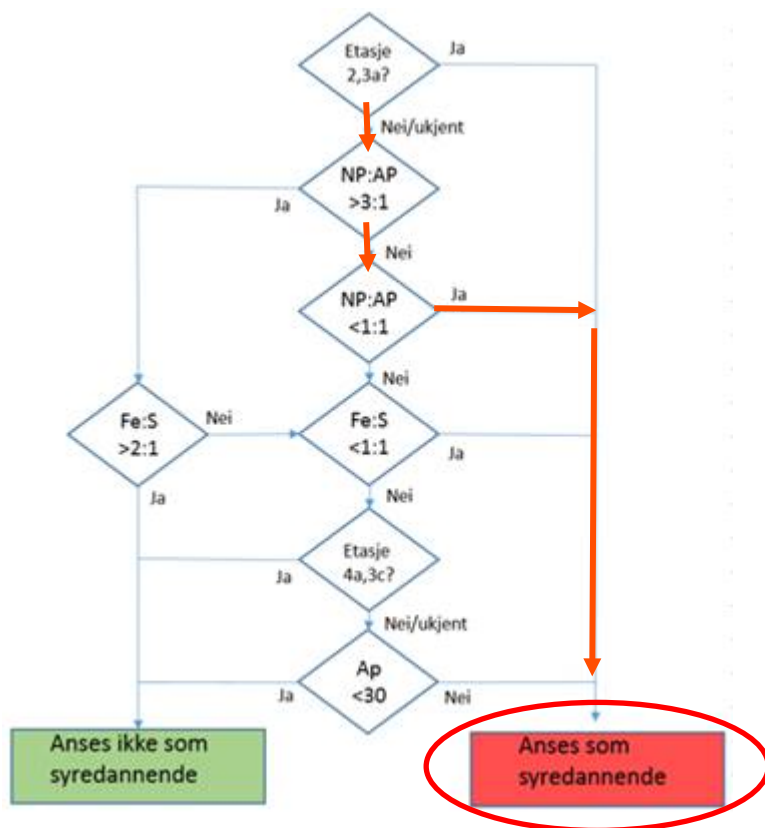 Etasje
2,3a?
Ja
Nei/ukjent
NP:AP
>3:1
Ja
Nei
NP:AP
<1:1
Ja
Nei
Fe:S
>2:1
Nei
Ja
Fe:S
<1:1
Ja
Nei
Etasje
4a,3c?
Ja
Nei/ukjent
Ap
<30
Ja
Nei
Anses ikke som
syredannende
Anses som
syredannende